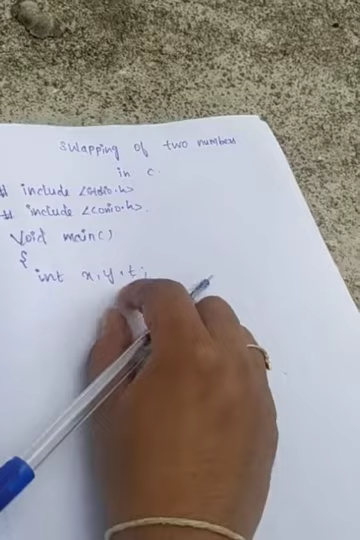 Swapping of two numbers
in c.
# include <stdio.h>
# include <conio.h>.
Void main()
{
int x,y,t;